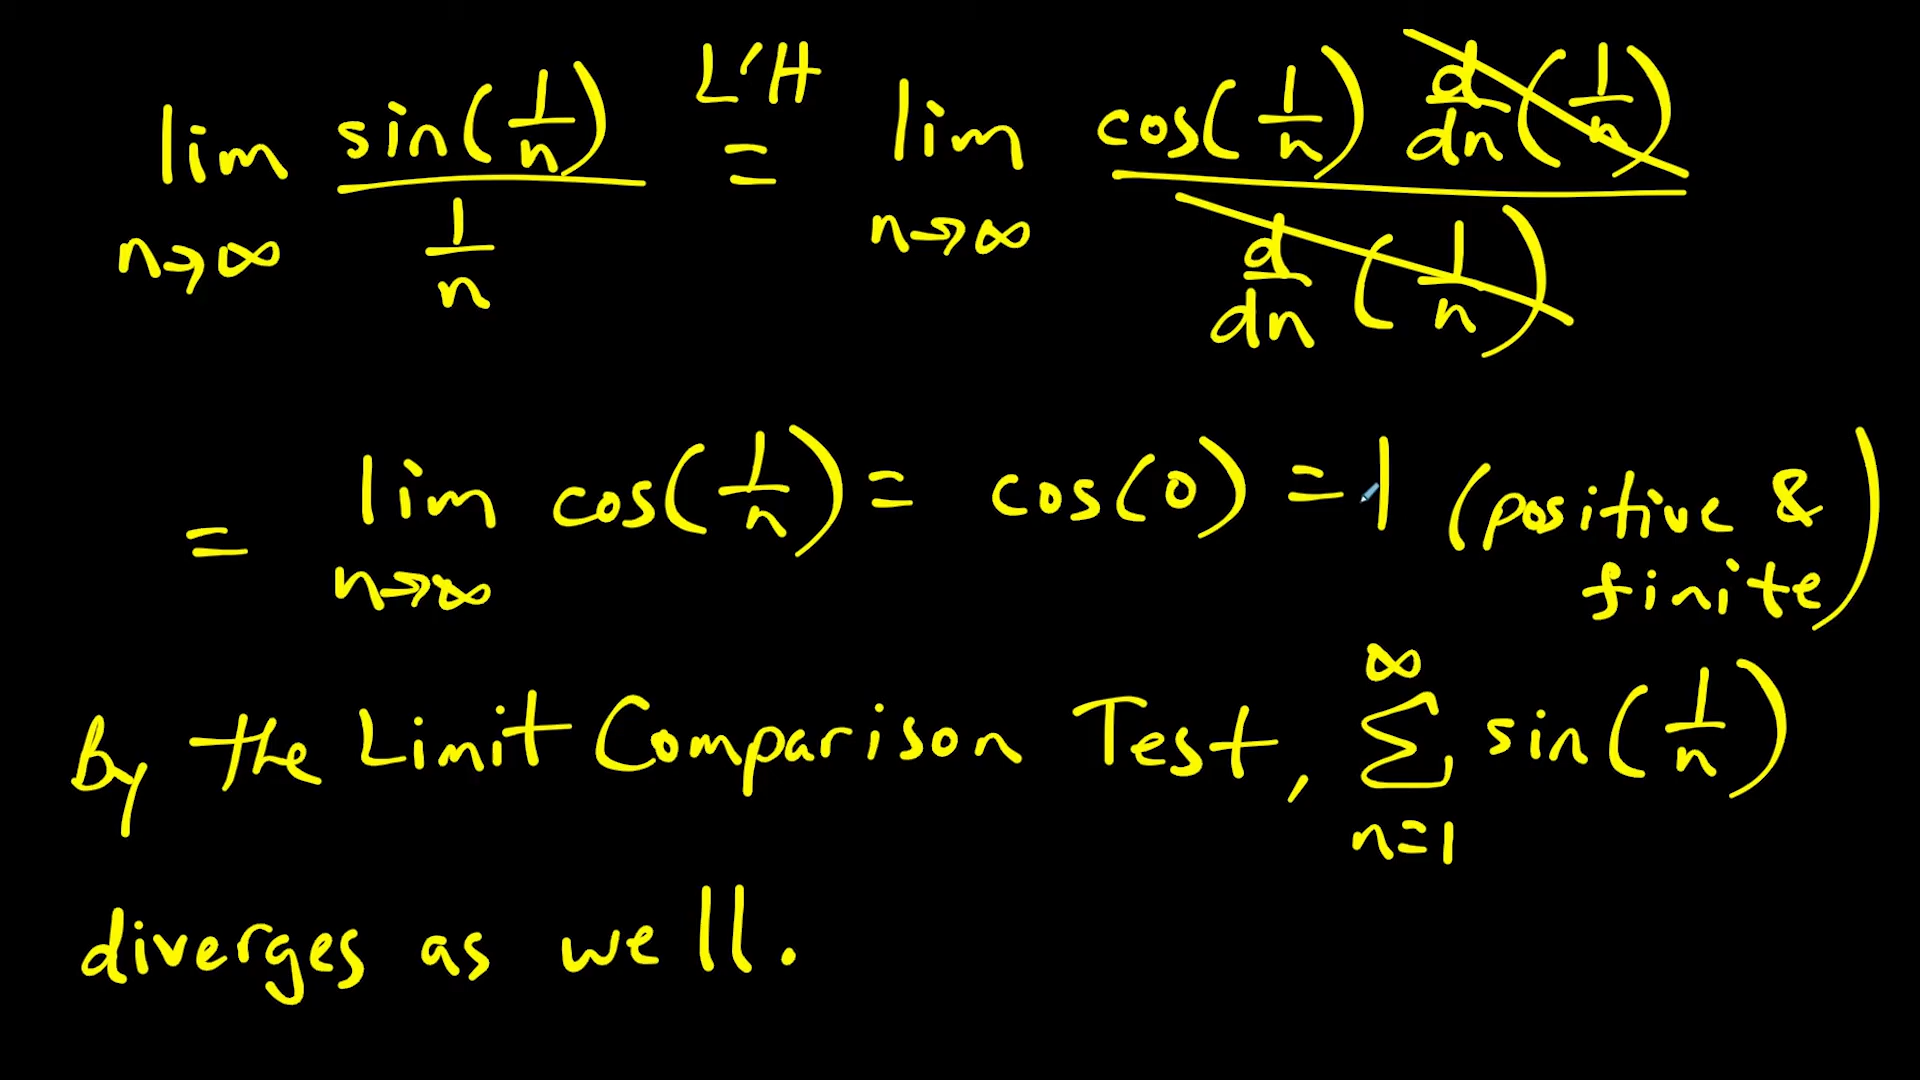 lim n→∞ sin(1/n) / (1/n) L'H = lim n→∞ cos(1/n) d/dn(1/n) / d/dn(1/n)
= lim n→∞ cos(1/n) = cos(0) = 1 (positive & finite)
By the Limit Comparison Test, ∞ Σ n=1 sin(1/n)
diverges as well.